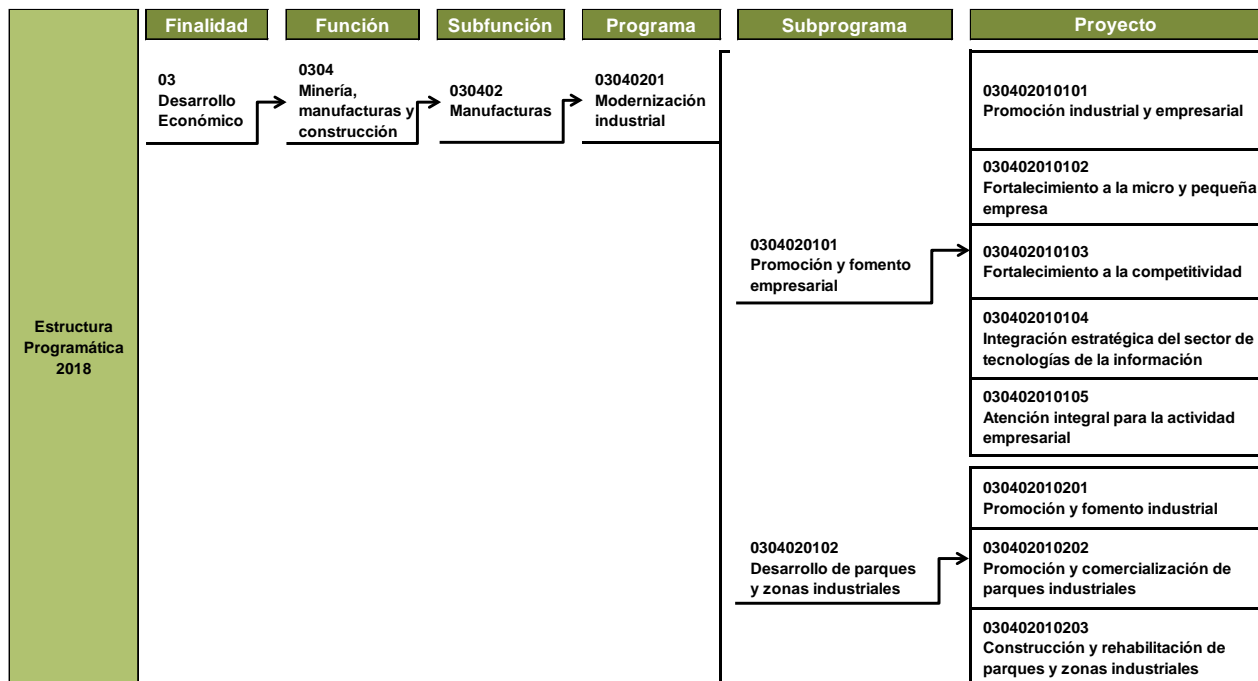 Finalidad
Función
Subfunción
Programa
Subprograma
Proyecto
Estructura
Programática
2018
03
Desarrollo
Económico
0304
Minería,
manufacturas y
construcción
030402
Manufacturas
03040201
Modernización
industrial
0304020101
Promoción y fomento
empresarial
030402010101
Promoción industrial y empresarial
030402010102
Fortalecimiento a la micro y pequeña
empresa
030402010103
Fortalecimiento a la competitividad
030402010104
Integración estratégica del sector de
tecnologías de la información
030402010105
Atención integral para la actividad
empresarial
0304020102
Desarrollo de parques
y zonas industriales
030402010201
Promoción y fomento industrial
030402010202
Promoción y comercialización de
parques industriales
030402010203
Construcción y rehabilitación de
parques y zonas industriales